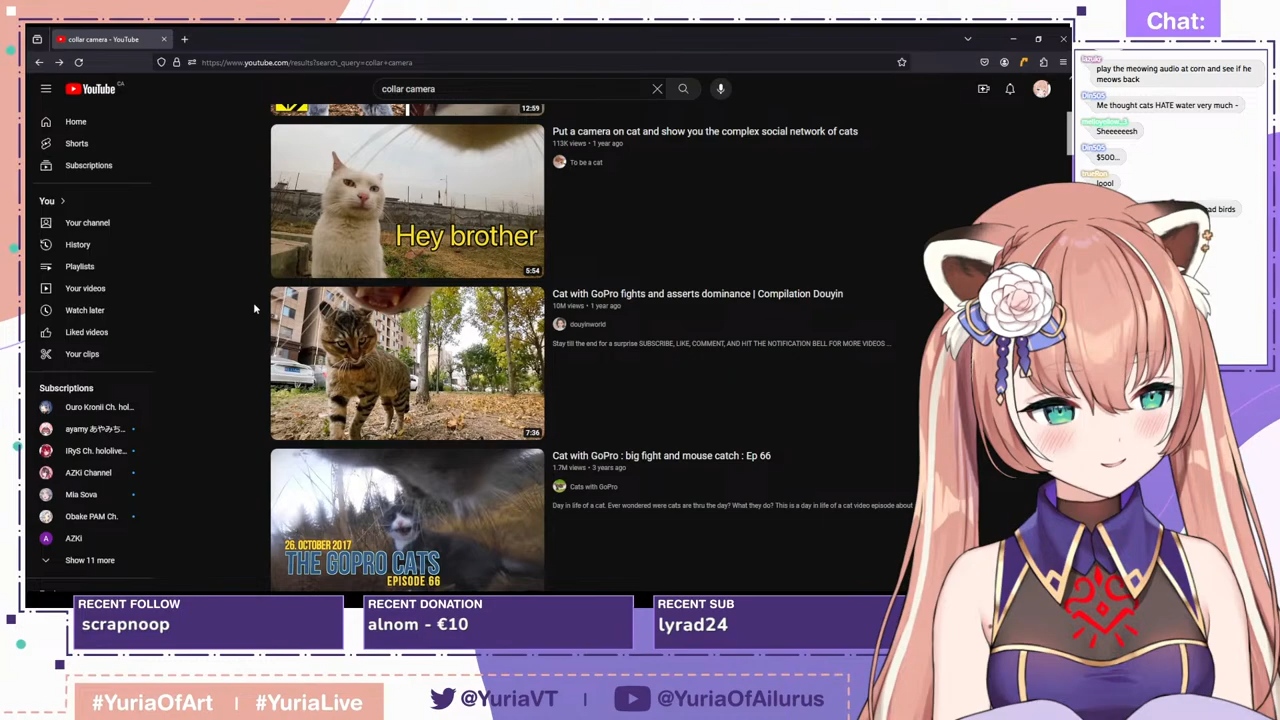 collar camera - YouTube
https://www.youtube.com/results?search_query=collar+camera
YouTube CA
collar camera
Home
Shorts
Subscriptions
You
Your channel
History
Playlists
Your videos
Watch later
Liked videos
Your clips
Subscriptions
Ouro Kronii Ch. hol...
ayamy あやみち...
IRyS Ch. hololive...
AZKi Channel
Mia Sova
Obake PAM Ch.
A AZKi
Show 11 more
12:59
Hey brother
5:54
Put a camera on cat and show you the complex social network of cats
113K views • 1 year ago
To be a cat
7:36
Cat with GoPro fights and asserts dominance | Compilation Douyin
10M views • 1 year ago
douyinworld
Stay till the end for a surprise SUBSCRIBE, LIKE, COMMENT, AND HIT THE NOTIFICATION BELL FOR MORE VIDEOS ...
26. OCTOBER 2017
THE GOPRO CATS
EPISODE 66
Cat with GoPro : big fight and mouse catch : Ep 66
1.7M views • 3 years ago
Cats with GoPro
Day in life of a cat. Ever wondered were cats are thru the day? What they do? This is a day in life of a cat video episode about
Chat:
play the meowing audio at corn and see if he
meows back
DinSOS
Me thought cats HATE water very much -
Sheeeeeesh
DinSOS
$500...
loool
birds
RECENT FOLLOW
scrapnoop
RECENT DONATION
alnom - €10
RECENT SUB
lyrad24
#YuriaOfArt | #YuriaLive
@YuriaVT | @YuriaOfAilurus